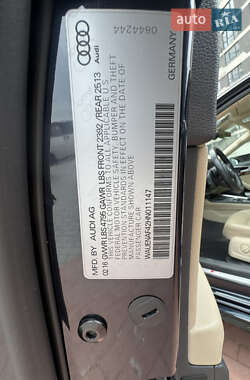 AUTO.RIA
Audi
0844244
GERMANY
MFD. BY AUDI AG
02.16 GVWR LBS 4795 GAWR LBS FRONT 2392 / REAR 2513
THIS VEHICLE CONFORMS TO ALL APPLICABLE
FEDERAL MOTOR VEHICLE SAFETY, BUMPER AND THEFT
PREVENTION STANDARDS IN EFFECT ON THE DATE OF
MANUFACTURE SHOWN ABOVE.
PASSENGER CAR